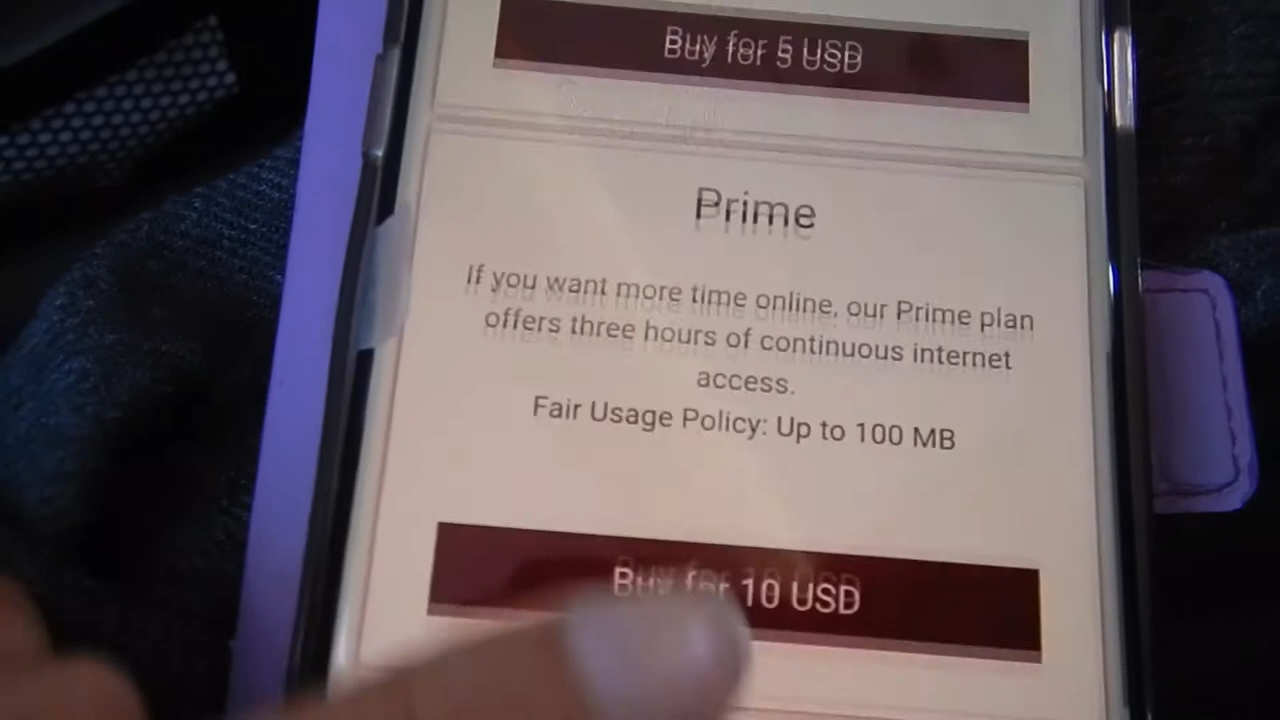 Buy for 5 USD
Prime
If you want more time online, our Prime plan
offers three hours of continuous internet
access.
Fair Usage Policy: Up to 100 MB
Buy for 10 USD